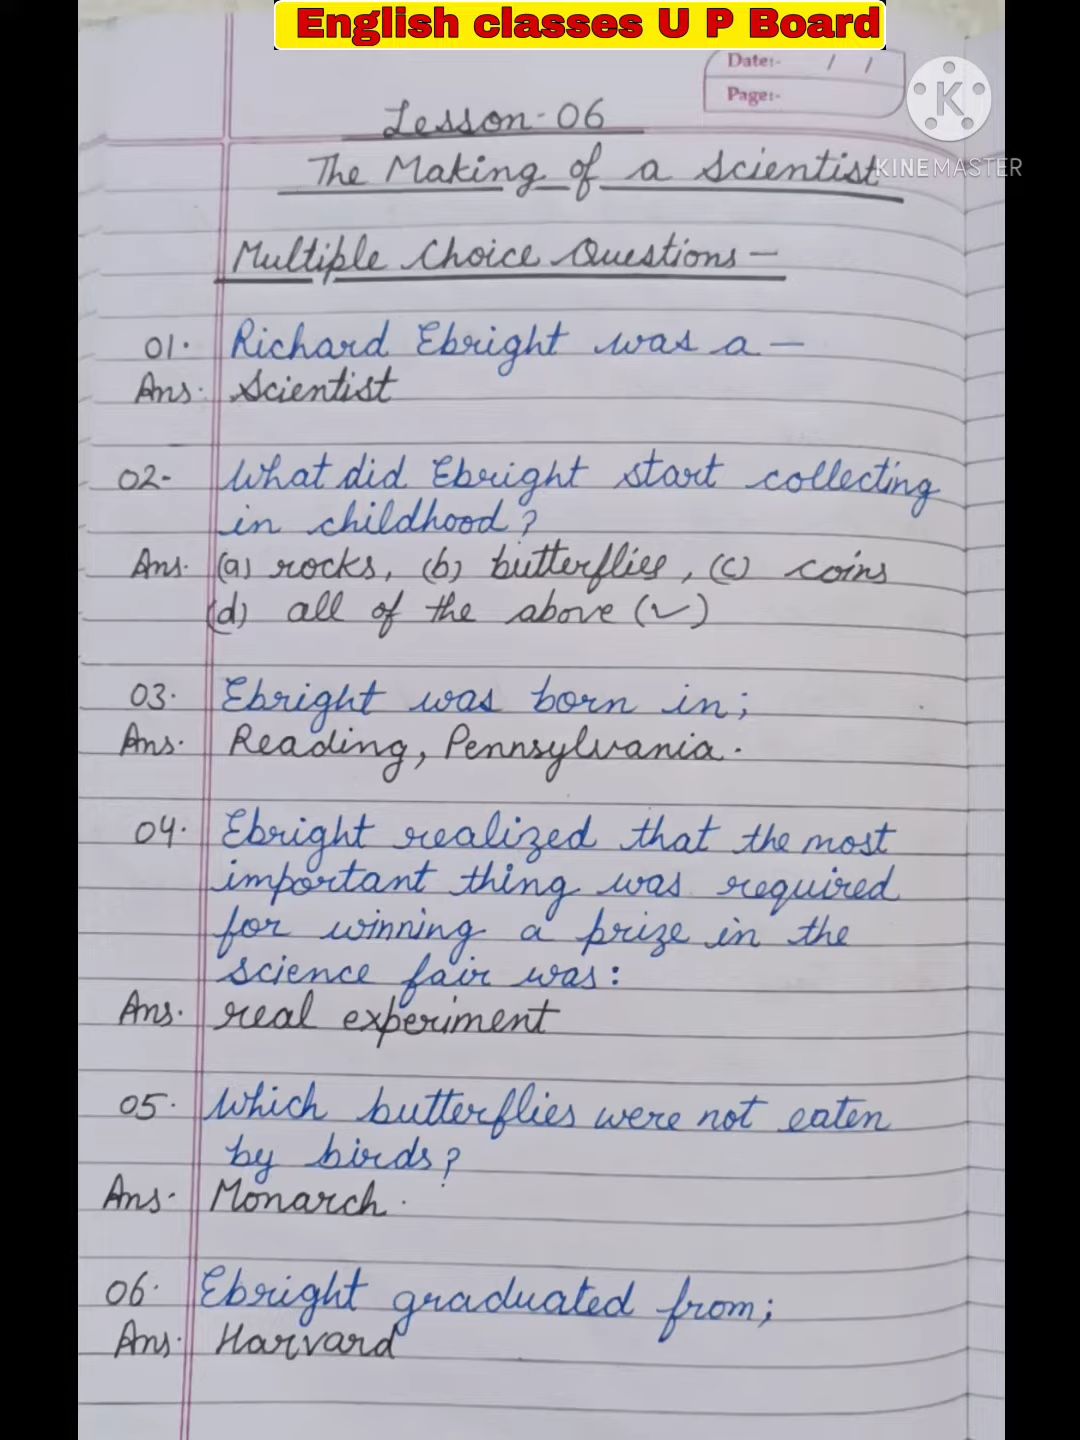 English classes U P Board
Date:- / /
Page:-
K
KINEMASTER
Lesson-06
The Making of a Scientist
Multiple Choice Questions-
01. Richard Ebright was a-
Ans. Scientist
02- What did Ebright start collecting
in childhood?
Ans. (a) rocks, (b) butterflies, (c) coins
(d) all of the above (✓)
03. Ebright was born in;
Ans. Reading, Pennsylvania.
04. Ebright realized that the most
important thing was required
for winning a prize in the
science fair was:
Ans. real experiment
05. Which butterflies were not eaten
by birds?
Ans- Monarch.
06. Ebright graduated from;
Ans. Harvard